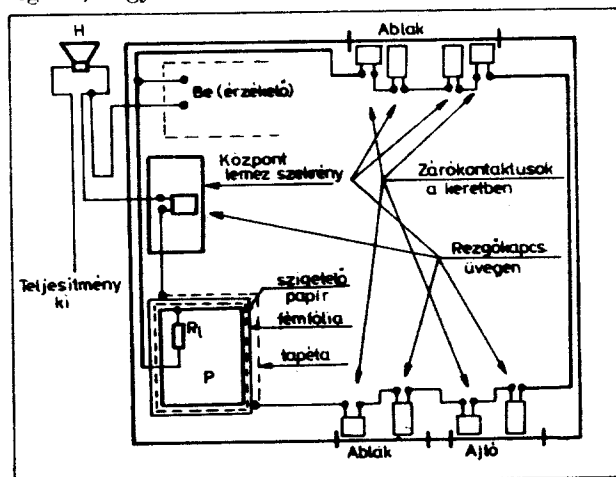 Ablak
H
Be (érzékelő)
Központ
lemez szekrény
Zárókontaktusok
a keretben
Rezgőkapcs.
üvegen
Teljesítmény
ki
szigetelő
papír
fémfólia
tapéta
R₁
P
Ablak
Ajtó